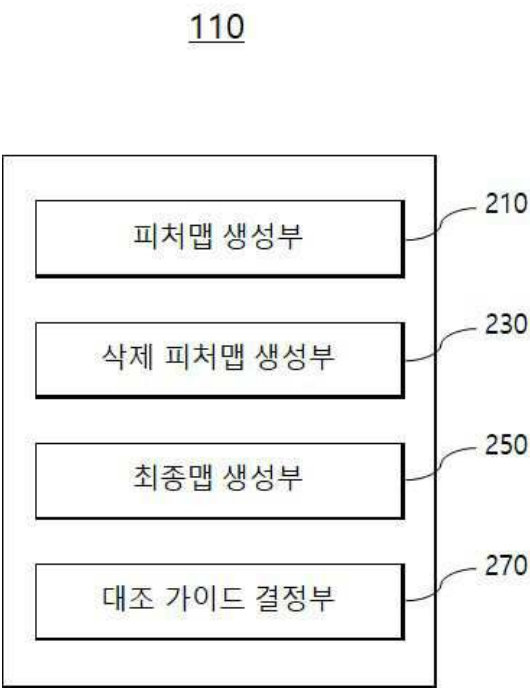 110
피처맵 생성부
210
삭제 피처맵 생성부
230
최종맵 생성부
250
대조 가이드 결정부
270